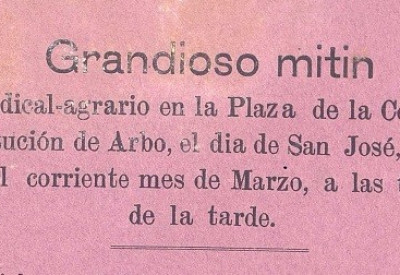 Grandioso mitin
dical-agrario en la Plaza de la Co
ución de Arbo, el dia de San José,
l corriente mes de Marzo, a las t
de la tarde.